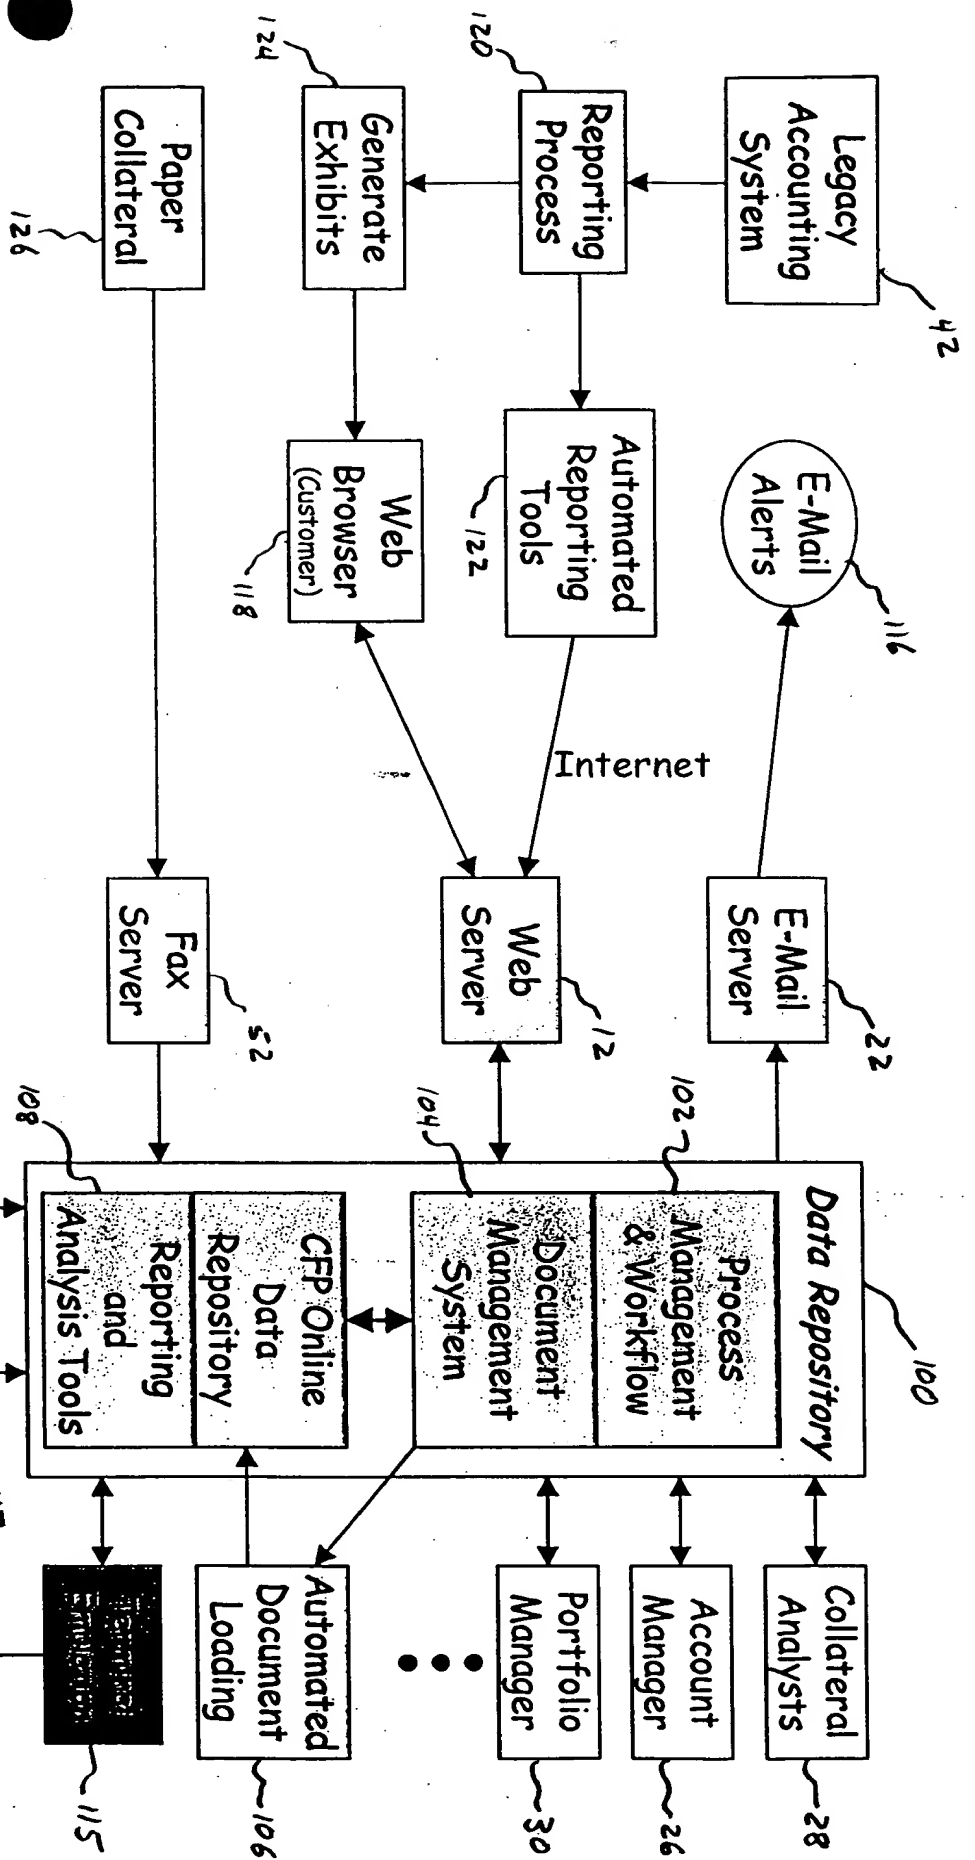 Legacy
Accounting
System
42
E-Mail
Alerts
116
E-Mail
Server
22
Data Repository
100
Process
Management
& Workflow
102
Collateral
Analysts
28
Account
Manager
26
Reporting
Process
120
Automated
Reporting
Tools
122
Internet
Web
Server
12
Document
Management
System
104
Portfolio
Manager
30
Generate
Exhibits
124
Web
Browser
(Customer)
118
CFP Online
Data
Repository
Automated
Document
Loading
106
Paper
Collateral
126
Fax
Server
52
Reporting
and
Analysis Tools
108
115